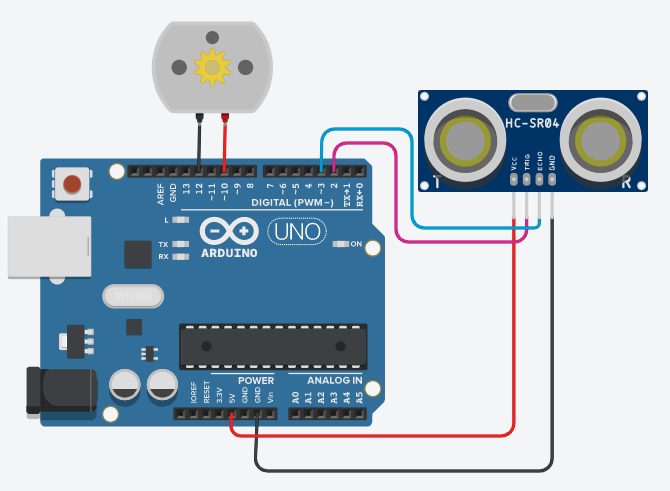 HC-SR04
VCC
TRIG
ECHO
GND
T
R
AREF
GND
13
12
~11
~10
~9
8
7
~6
~5
4
~3
2
TX→1
RX←0
DIGITAL (PWM~)
L
TX
RX
ARDUINO
UNO
ON
POWER
ANALOG IN
IOREF
RESET
3.3V
5V
GND
GND
Vin
A0
A1
A2
A3
A4
A5